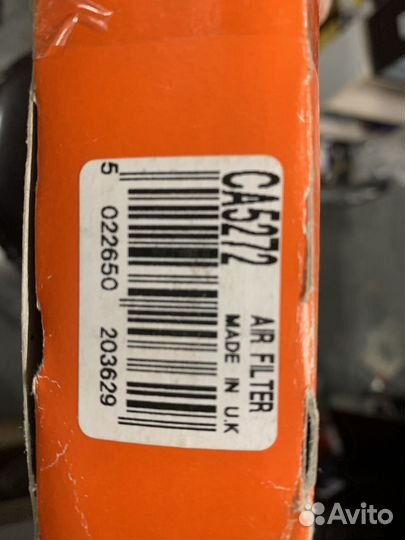 CA5272
AIR FILTER
MADE IN U.K
5 022650 203629
Avito